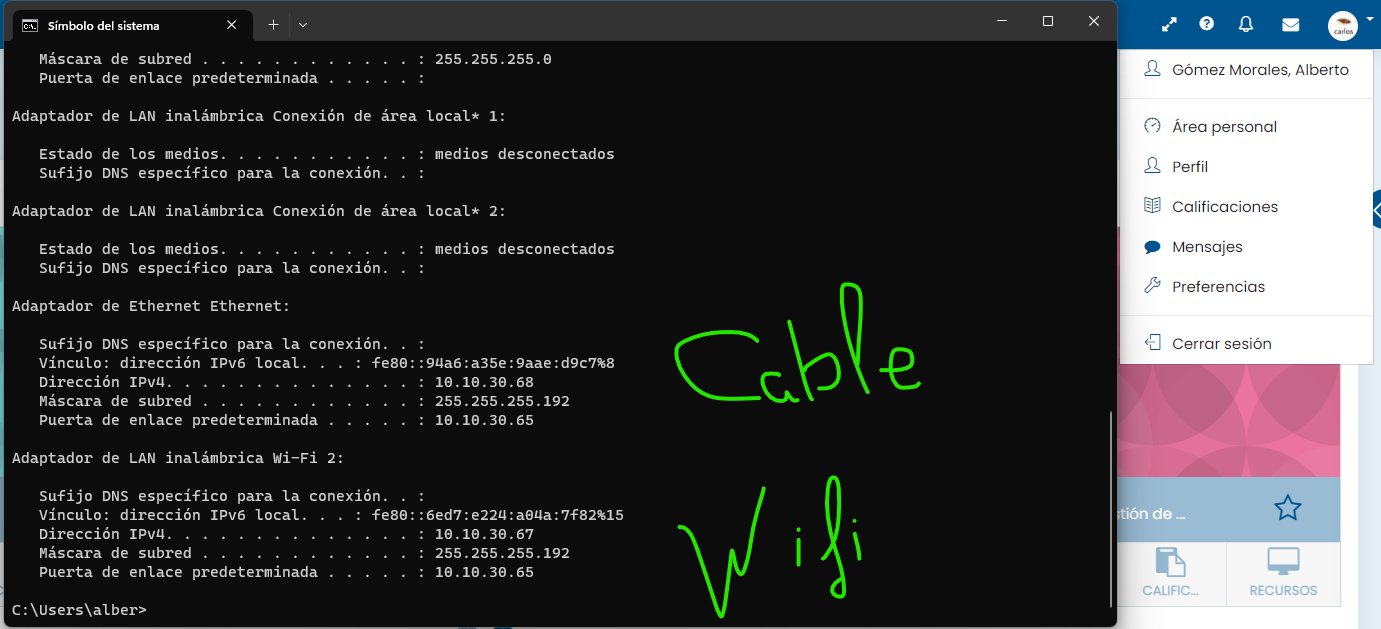 Símbolo del sistema
Máscara de subred . . . . . . . . . . . . : 255.255.255.0
Puerta de enlace predeterminada . . . . . :
Adaptador de LAN inalámbrica Conexión de área local* 1:
Estado de los medios. . . . . . . . . . . : medios desconectados
Sufijo DNS específico para la conexión. . :
Adaptador de LAN inalámbrica Conexión de área local* 2:
Estado de los medios. . . . . . . . . . . : medios desconectados
Sufijo DNS específico para la conexión. . :
Adaptador de Ethernet Ethernet:
Sufijo DNS específico para la conexión. . :
Vínculo: dirección IPv6 local. . . : fe80::94a6:a35e:9aae:d9c7%8
Dirección IPv4. . . . . . . . . . . . . . : 10.10.30.68
Máscara de subred . . . . . . . . . . . . : 255.255.255.192
Puerta de enlace predeterminada . . . . . : 10.10.30.65
Cable
Adaptador de LAN inalámbrica Wi-Fi 2:
Sufijo DNS específico para la conexión. . :
Vínculo: dirección IPv6 local. . . : fe80::6ed7:e224:a04a:7f82%15
Dirección IPv4. . . . . . . . . . . . . . : 10.10.30.67
Máscara de subred . . . . . . . . . . . . : 255.255.255.192
Puerta de enlace predeterminada . . . . . : 10.10.30.65
Wifi
C:\Users\alber>
carlos
Gómez Morales, Alberto
Área personal
Perfil
Calificaciones
Mensajes
Preferencias
Cerrar sesión
stión de ...
CALIFIC...
RECURSOS